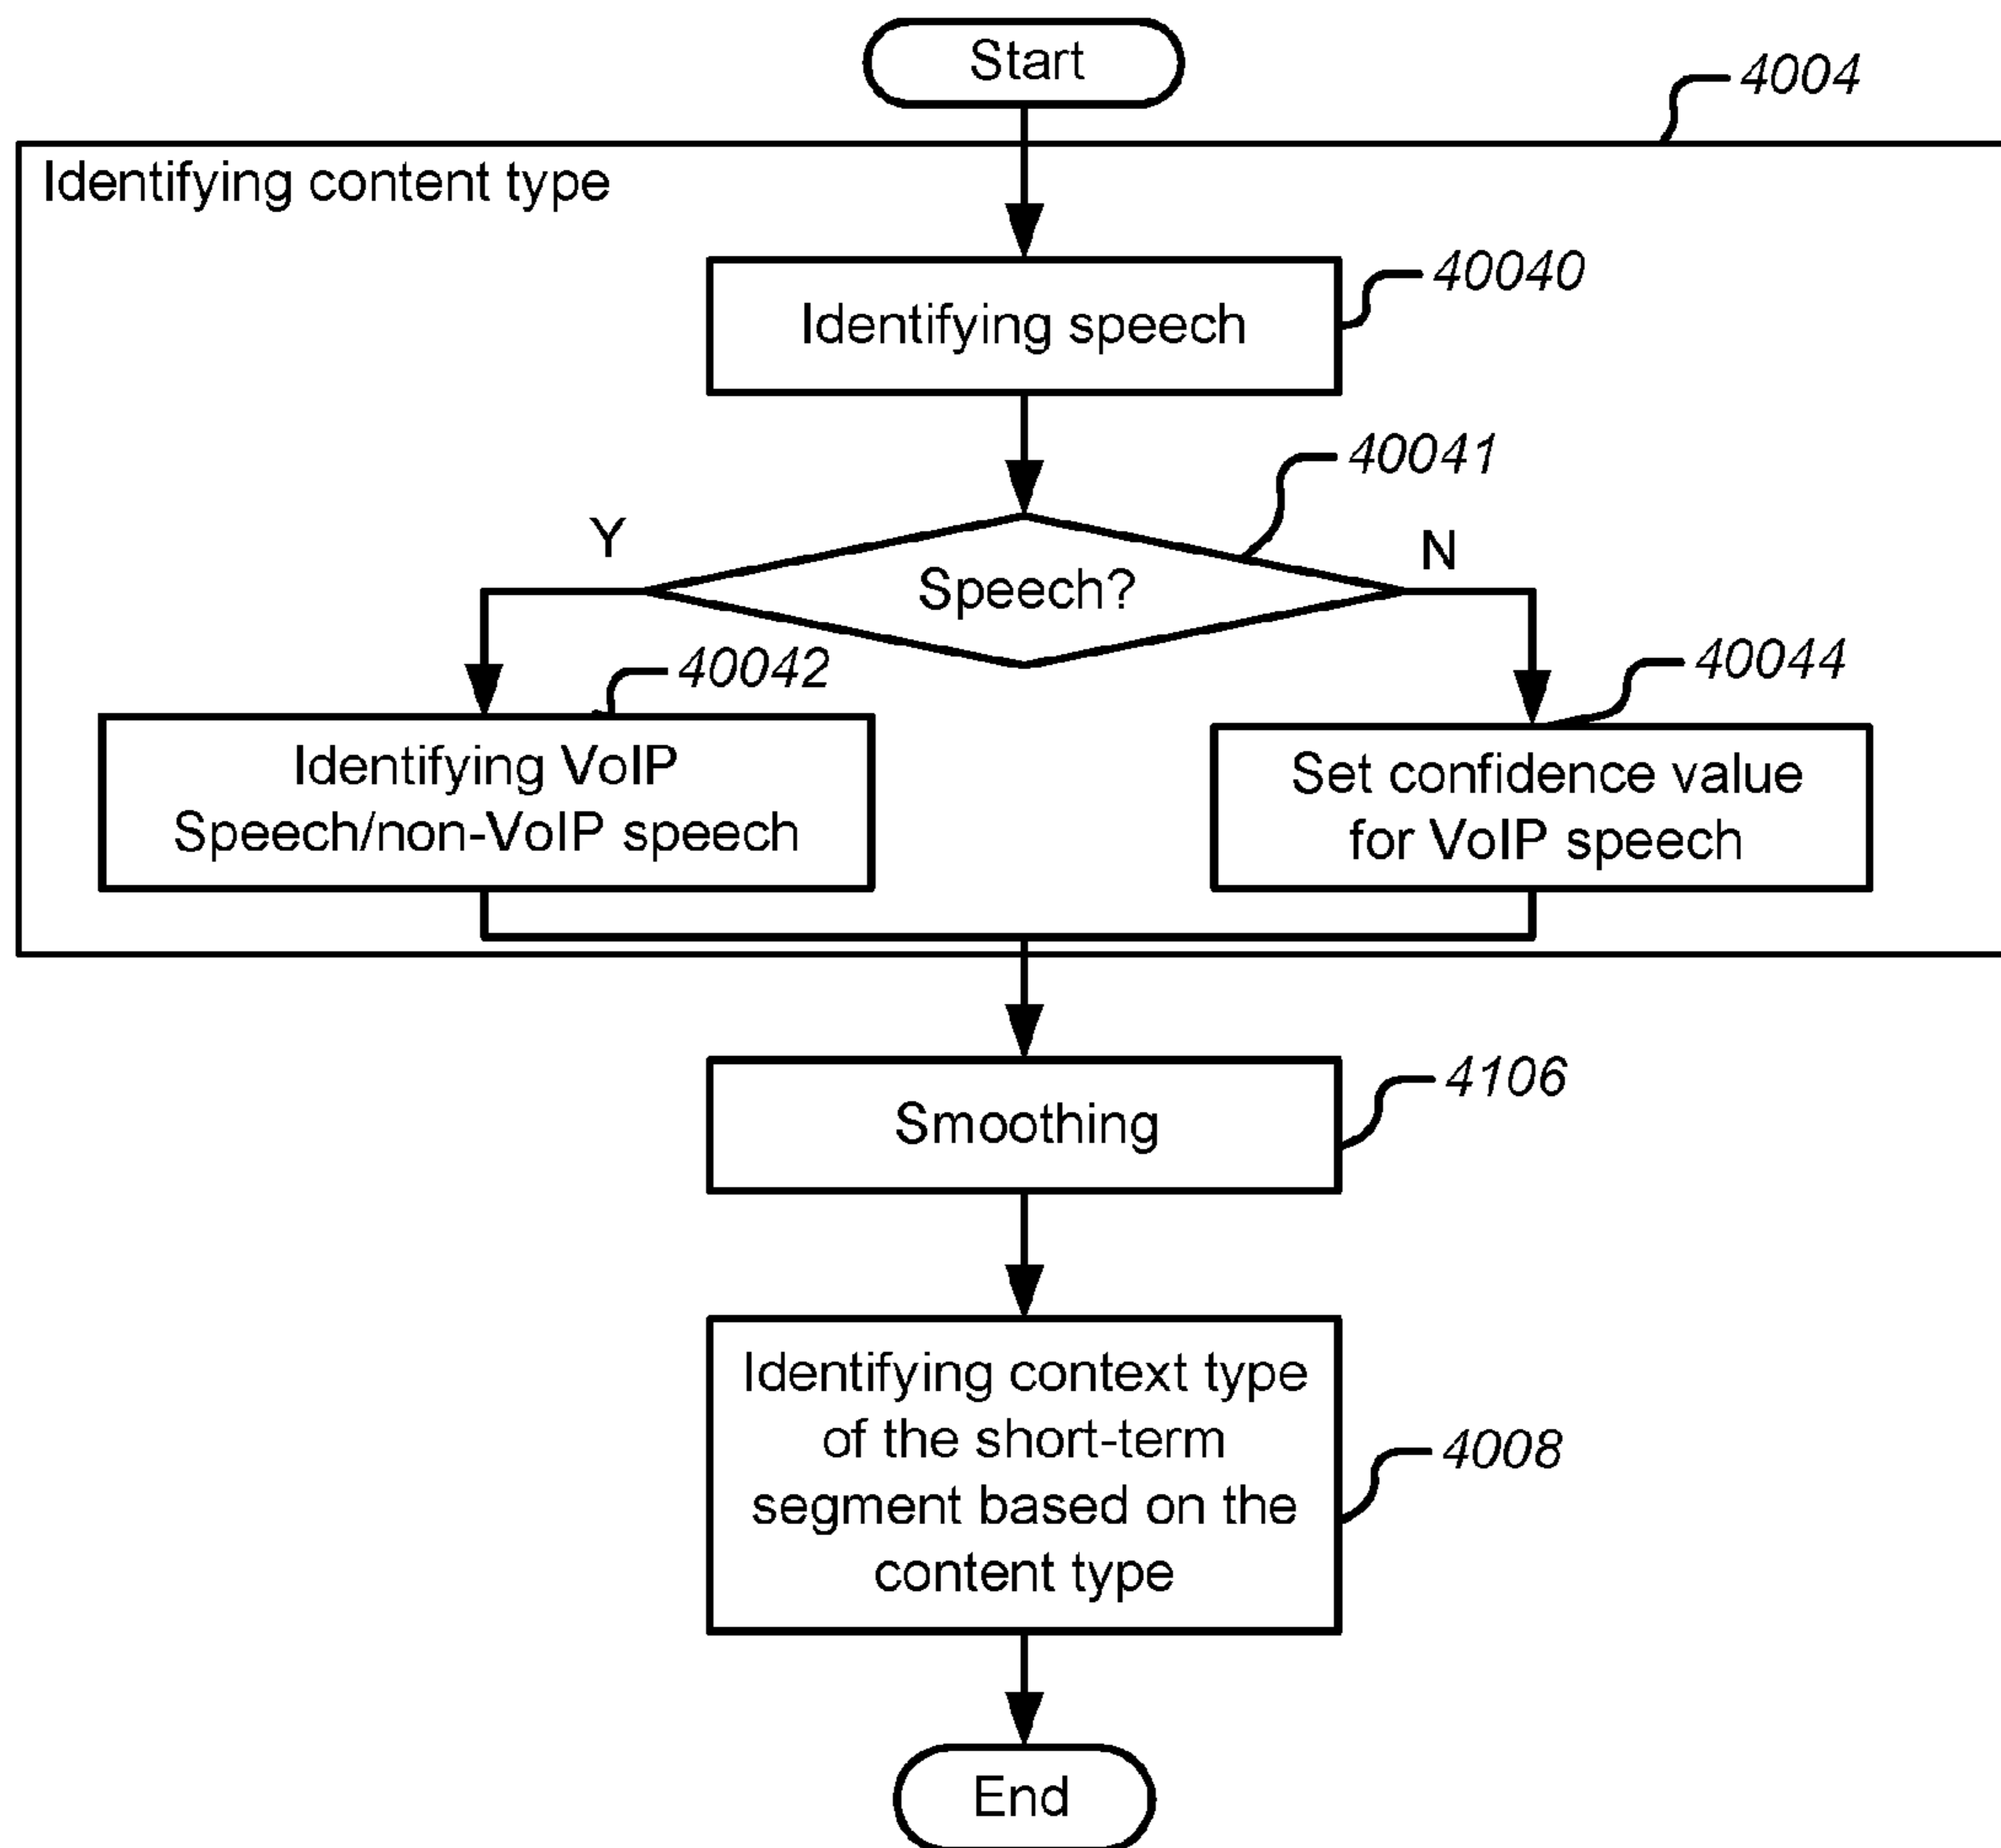 Start
4004
Identifying content type
40040
Identifying speech
40041
Y
N
Speech?
40042
40044
Identifying VoIP
Speech/non-VoIP speech
Set confidence value
for VoIP speech
4106
Smoothing
Identifying context type
of the short-term
segment based on the
content type
4008
End